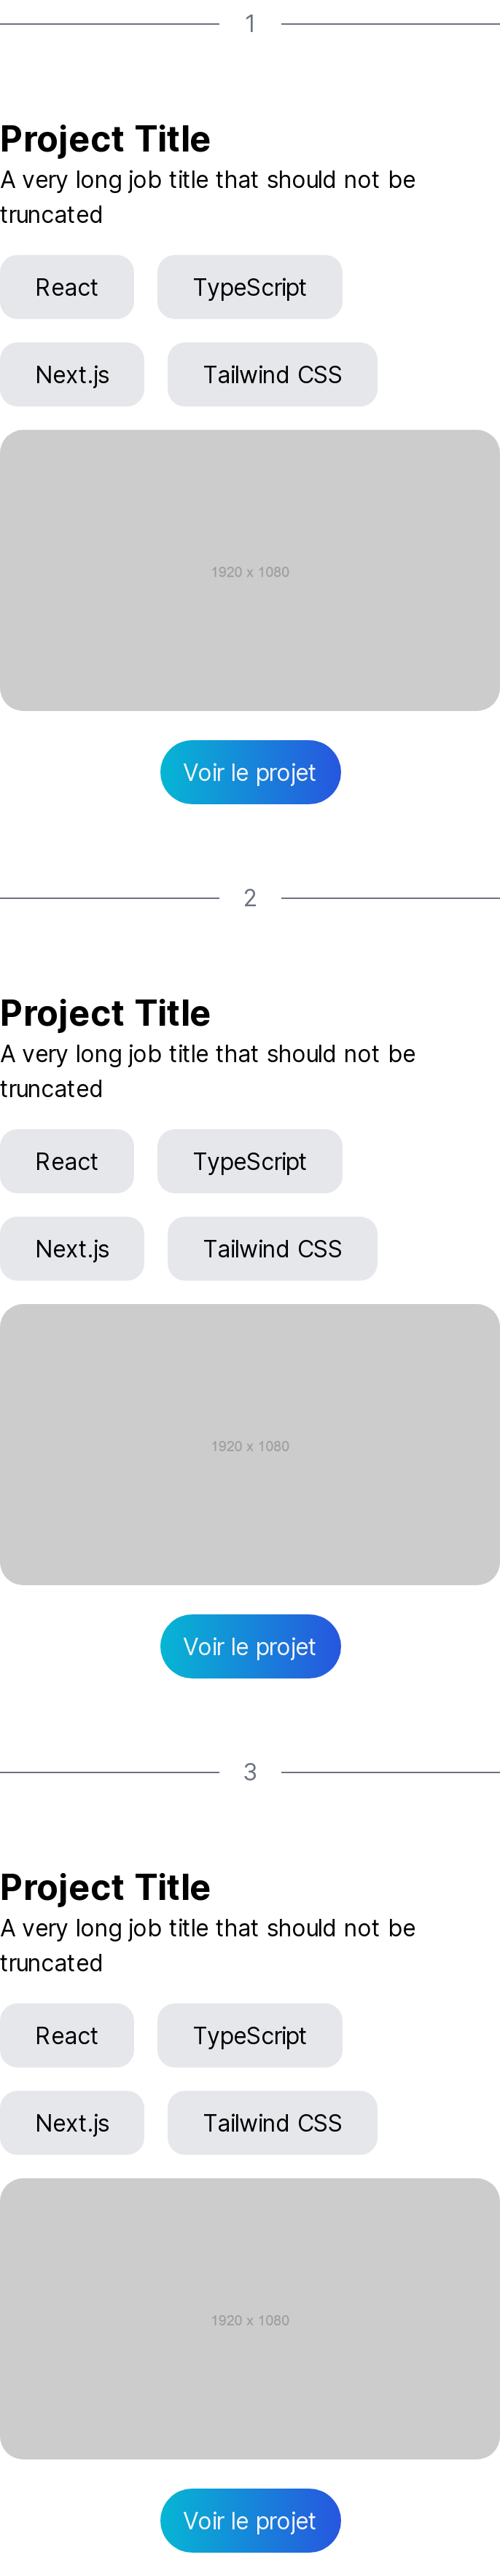 1
Project Title
A very long job title that should not be
truncated
React
TypeScript
Next.js
Tailwind CSS
1920 x 1080
Voir le projet
2
Project Title
A very long job title that should not be
truncated
React
TypeScript
Next.js
Tailwind CSS
1920 x 1080
Voir le projet
3
Project Title
A very long job title that should not be
truncated
React
TypeScript
Next.js
Tailwind CSS
1920 x 1080
Voir le projet